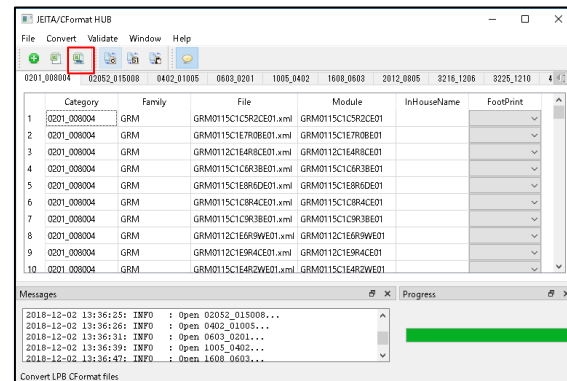 JEITA/CFormat HUB
File Convert Validate Window Help
0201_008004 02052_015008 0402_01005 0603_0201 1005_0402 1608_0603 2012_0805 3216_1206 3225_1210 4
Category Family File Module InHouseName FootPrint
1 0201_008004 GRM GRM0115C1C5R2CE01.xml GRM0115C1C5R2CE01
2 0201_008004 GRM GRM0115C1E7R0BE01.xml GRM0115C1E7R0BE01
3 0201_008004 GRM GRM0112C1E4R8CE01.xml GRM0112C1E4R8CE01
4 0201_008004 GRM GRM0115C1C6R3BE01.xml GRM0115C1C6R3BE01
5 0201_008004 GRM GRM0115C1E8R6DE01.xml GRM0115C1E8R6DE01
6 0201_008004 GRM GRM0115C1C8R4CE01.xml GRM0115C1C8R4CE01
7 0201_008004 GRM GRM0115C1C9R3BE01.xml GRM0115C1C9R3BE01
8 0201_008004 GRM GRM0112C1E6R9WE01.xml GRM0112C1E6R9WE01
9 0201_008004 GRM GRM0112C1E9R4CE01.xml GRM0112C1E9R4CE01
10 0201_008004 GRM GRM0115C1E4R2WE01.xml GRM0115C1E4R2WE01
Messages Progress
2018-12-02 13:36:25: INFO : Open 02052_015008...
2018-12-02 13:36:26: INFO : Open 0402_01005...
2018-12-02 13:36:31: INFO : Open 0603_0201...
2018-12-02 13:36:39: INFO : Open 1005_0402...
2018-12-02 13:36:47: INFO : Open 1608_0603...
Convert LPB CFormat files